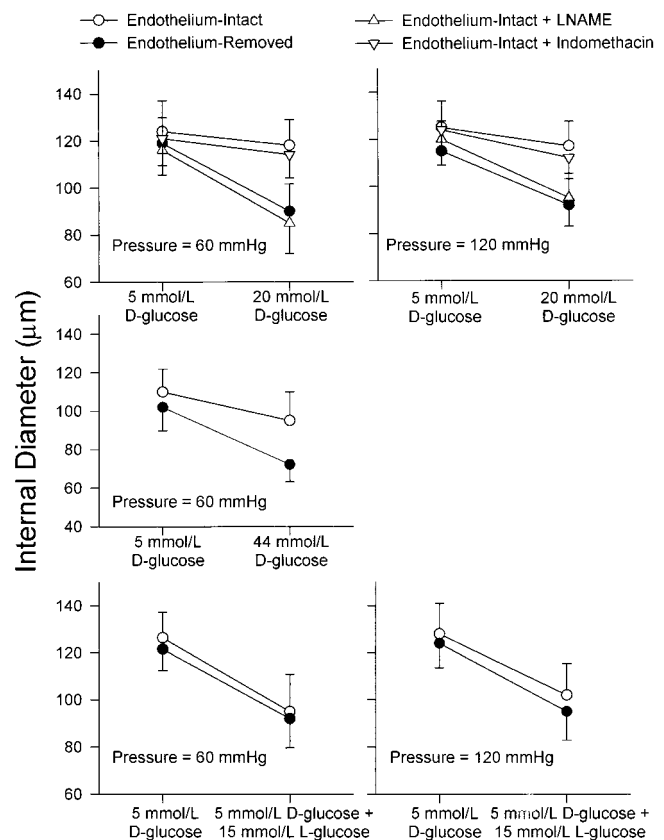 Endothelium-Intact
Endothelium-Removed
Endothelium-Intact + LNAME
Endothelium-Intact + Indomethacin
Internal Diameter (μm)
140
120
100
80
60
Pressure = 60 mmHg
5 mmol/L
D-glucose
20 mmol/L
D-glucose
Pressure = 120 mmHg
5 mmol/L
D-glucose
20 mmol/L
D-glucose
140
120
100
80
60
40
Pressure = 60 mmHg
5 mmol/L
D-glucose
44 mmol/L
D-glucose
140
120
100
80
60
Pressure = 60 mmHg
5 mmol/L
D-glucose
5 mmol/L D-glucose +
15 mmol/L L-glucose
Pressure = 120 mmHg
5 mmol/L
D-glucose
5 mmol/L D-glucose +
15 mmol/L L-glucose